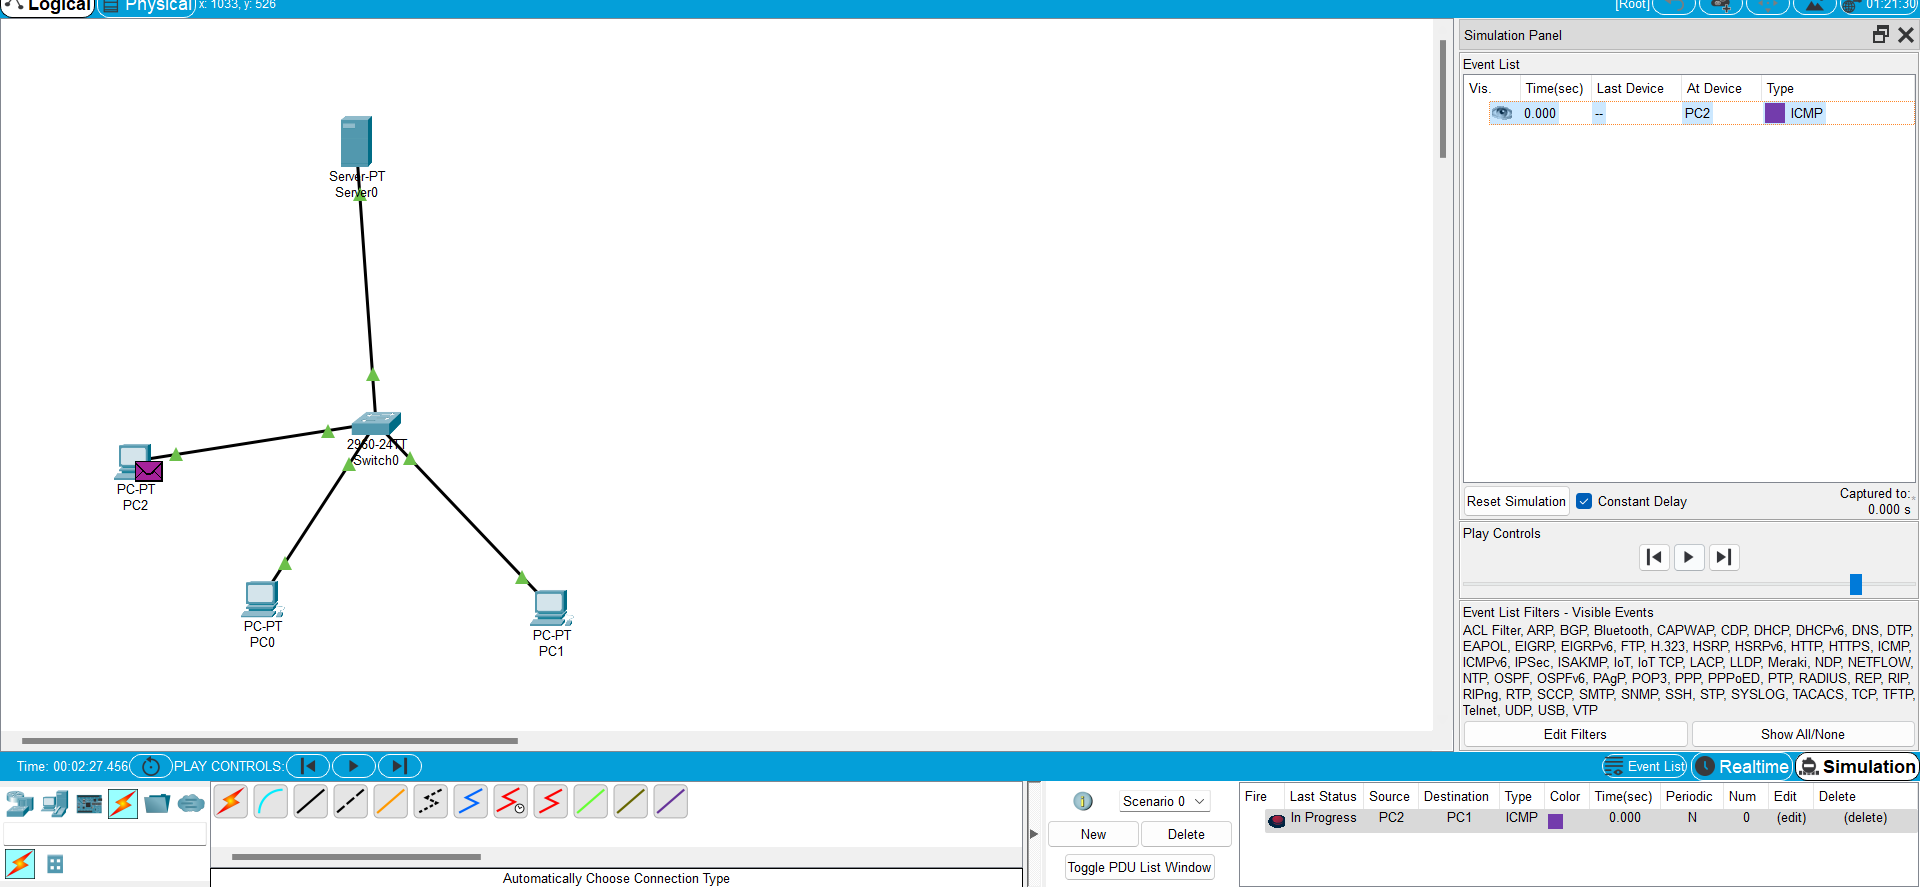 Logical Physical x: 1033, y: 526 [Root] 01:21:30
Simulation Panel
Event List
Vis. Time(sec) Last Device At Device Type
0.000 -- PC2 ICMP
Server-PT
Server0
2950-24TT
Switch0
PC-PT
PC2
PC-PT
PC0
PC-PT
PC1
Reset Simulation Constant Delay Captured to:
0.000 s
Play Controls
Event List Filters - Visible Events
ACL Filter, ARP, BGP, Bluetooth, CAPWAP, CDP, DHCP, DHCPv6, DNS, DTP,
EAPOL, EIGRP, EIGRPv6, FTP, H.323, HSRP, HSRPv6, HTTP, HTTPS, ICMP,
ICMPv6, IPSec, ISAKMP, IoT, IoT TCP, LACP, LLDP, Meraki, NDP, NETFLOW,
NTP, OSPF, OSPFv6, PAgP, POP3, PPP, PPPoED, PTP, RADIUS, REP, RIP,
RIPng, RTP, SCCP, SMTP, SNMP, SSH, STP, SYSLOG, TACACS, TCP, TFTP,
Telnet, UDP, USB, VTP
Edit Filters Show All/None
Time: 00:02:27.456 PLAY CONTROLS: Event List Realtime Simulation
Scenario 0
New Delete
Toggle PDU List Window
Fire Last Status Source Destination Type Color Time(sec) Periodic Num Edit Delete
In Progress PC2 PC1 ICMP 0.000 N 0 (edit) (delete)
Automatically Choose Connection Type